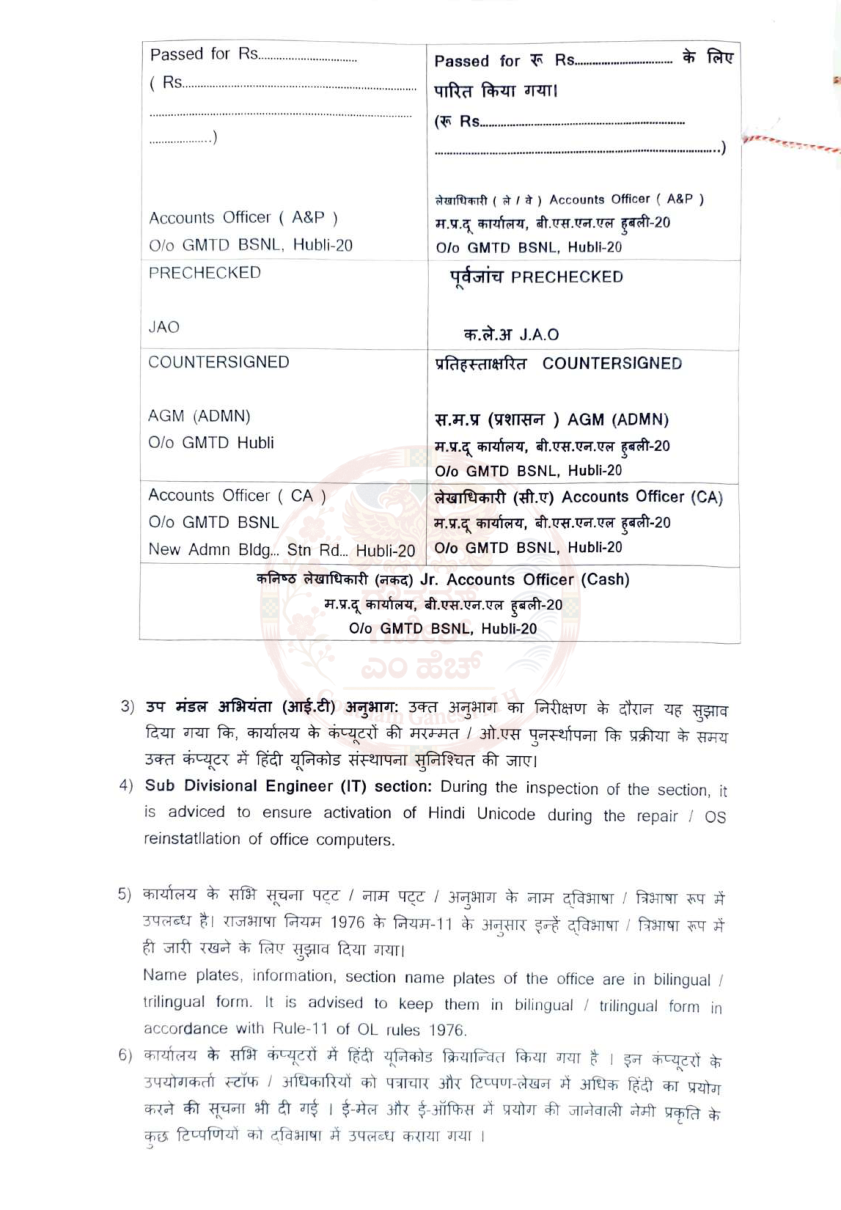 Passed for Rs................................
( Rs...........................................................................
....................................................................................
....................)
Accounts Officer ( A&P )
O/o GMTD BSNL, Hubli-20
Passed for रू Rs................................ के लिए
पारित किया गया।
(रू Rs..................................................................
.............................................................................................)
लेखाधिकारी ( ले / वे ) Accounts Officer ( A&P )
म.प्र.दू कार्यालय, बी.एस.एन.एल हुबली-20
O/o GMTD BSNL, Hubli-20
PRECHECKED
JAO
पूर्वजांच PRECHECKED
क.ले.अ J.A.O
COUNTERSIGNED
AGM (ADMN)
O/o GMTD Hubli
प्रतिहस्ताक्षरित COUNTERSIGNED
स.म.प्र (प्रशासन ) AGM (ADMN)
म.प्र.दू कार्यालय, बी.एस.एन.एल हुबली-20
O/o GMTD BSNL, Hubli-20
Accounts Officer ( CA )
O/o GMTD BSNL
New Admn Bldg... Stn Rd... Hubli-20
लेखाधिकारी (सी.ए) Accounts Officer (CA)
म.प्र.दू कार्यालय, बी.एस.एन.एल हुबली-20
O/o GMTD BSNL, Hubli-20
कनिष्ठ लेखाधिकारी (नकद) Jr. Accounts Officer (Cash)
म.प्र.दू कार्यालय, बी.एस.एन.एल हुबली-20
O/o GMTD BSNL, Hubli-20
ಗೌತಮ್
ಗಣೇಶ್
ಎಂ ಹೆಚ್
Goutham Ganesh M H
3) उप मंडल अभियंता (आई.टी) अनुभाग: उक्त अनुभाग का निरीक्षण के दौरान यह सुझाव
दिया गया कि, कार्यालय के कंप्यूटरों की मरम्मत / ओ.एस पुनर्स्थापना कि प्रक्रीया के समय
उक्त कंप्यूटर में हिंदी यूनिकोड संस्थापना सुनिश्चित की जाए।
4) Sub Divisional Engineer (IT) section: During the inspection of the section, it
is adviced to ensure activation of Hindi Unicode during the repair / OS
reinstatllation of office computers.
5) कार्यालय के सभि सूचना पट्ट / नाम पट्ट / अनुभाग के नाम द्विभाषा / त्रिभाषा रूप में
उपलब्ध है। राजभाषा नियम 1976 के नियम-11 के अनुसार इन्हें द्विभाषा / त्रिभाषा रूप में
ही जारी रखने के लिए सुझाव दिया गया।
Name plates, information, section name plates of the office are in bilingual /
trilingual form. It is advised to keep them in bilingual / trilingual form in
accordance with Rule-11 of OL rules 1976.
6) कार्यालय के सभि कंप्यूटरों में हिंदी यूनिकोड क्रियान्वित किया गया है । इन कंप्यूटरों के
उपयोगकर्ता स्टॉफ / अधिकारियों को पत्राचार और टिप्पण-लेखन में अधिक हिंदी का प्रयोग
करने की सूचना भी दी गई । ई-मेल और ई-ऑफिस में प्रयोग की जानेवाली नेमी प्रकृति के
कुछ टिप्पणियों को दविभाषा में उपलब्ध कराया गया ।